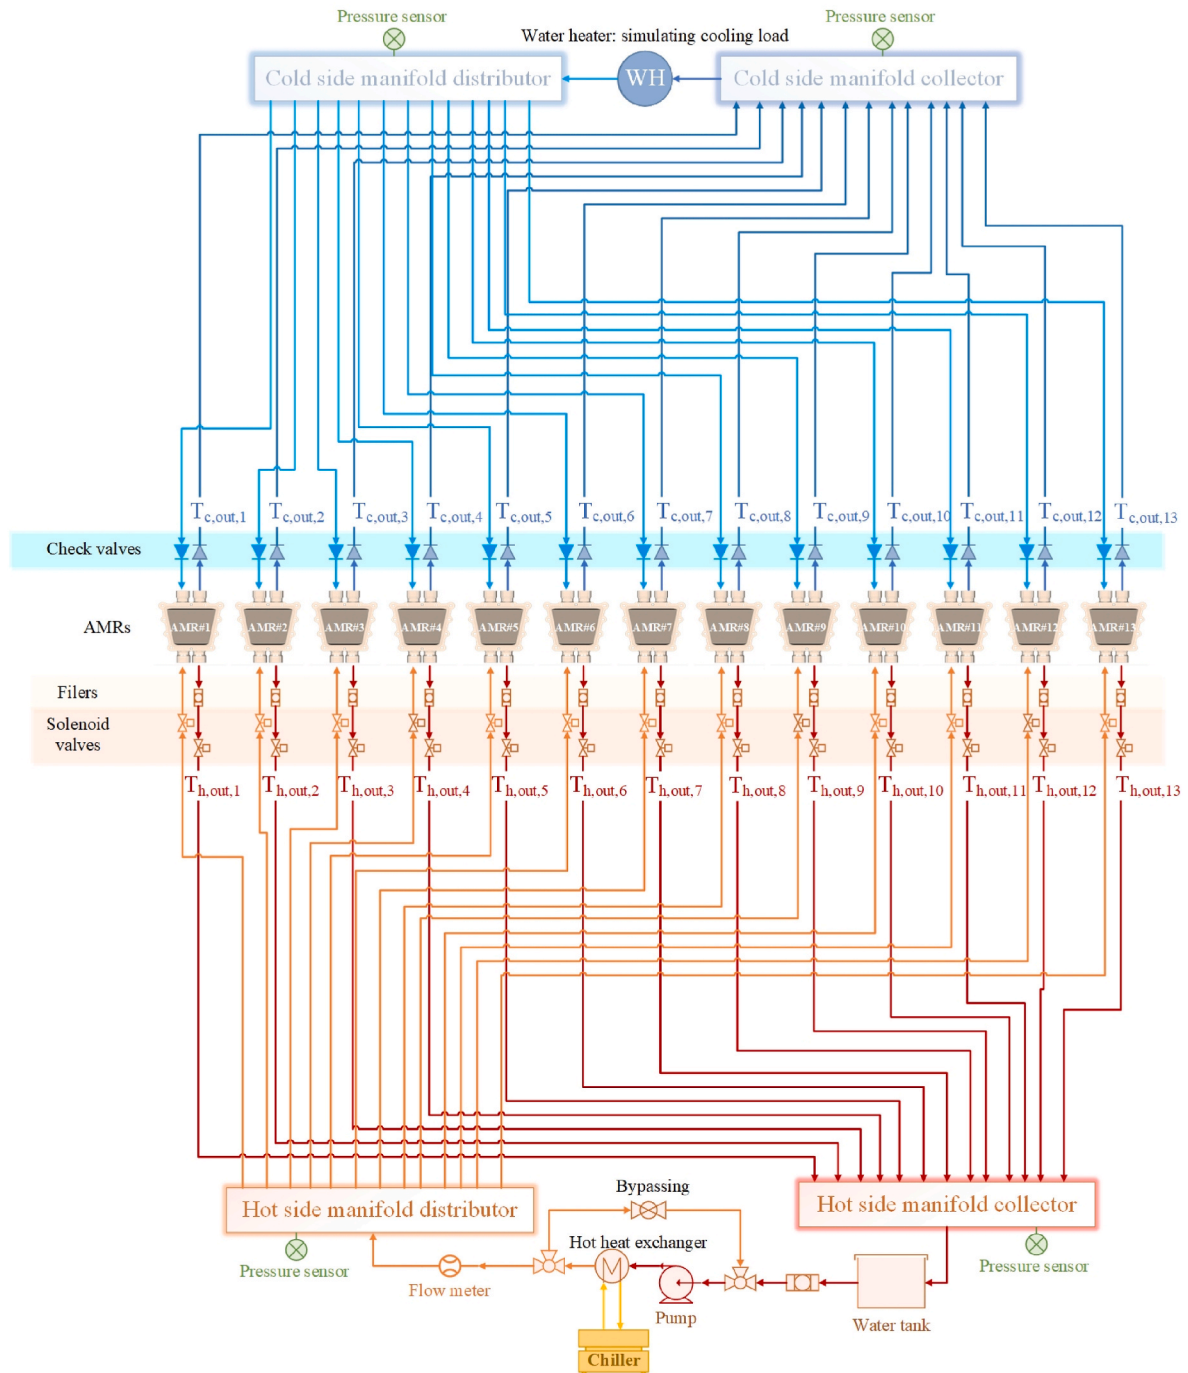 Pressure sensor
Pressure sensor
Water heater: simulating cooling load
Cold side manifold distributor
WH
Cold side manifold collector
Tc,out,1
Tc,out,2
Tc,out,3
Tc,out,4
Tc,out,5
Tc,out,6
Tc,out,7
Tc,out,8
Tc,out,9
Tc,out,10
Tc,out,11
Tc,out,12
Tc,out,13
Check valves
AMRs
AMR#1
AMR#2
AMR#3
AMR#4
AMR#5
AMR#6
AMR#7
AMR#8
AMR#9
AMR#10
AMR#11
AMR#12
AMR#13
Filers
Solenoid
valves
Th,out,1
Th,out,2
Th,out,3
Th,out,4
Th,out,5
Th,out,6
Th,out,7
Th,out,8
Th,out,9
Th,out,10
Th,out,11
Th,out,12
Th,out,13
Hot side manifold distributor
Bypassing
Hot side manifold collector
Hot heat exchanger
M
Pressure sensor
Pressure sensor
Flow meter
Pump
Water tank
Chiller